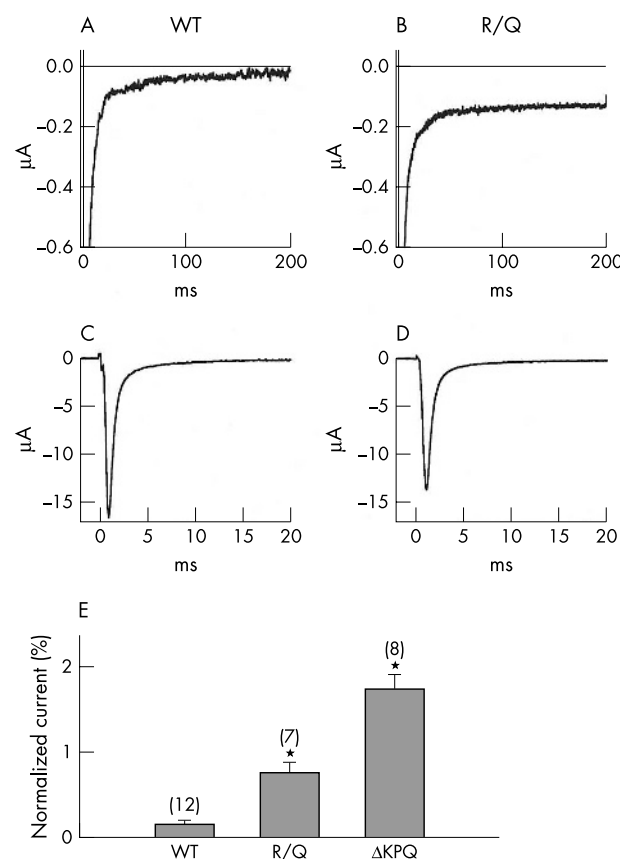 A WT
B R/Q
0.0
–0.2
–0.4
–0.6
µA
0 100 200
ms
0.0
–0.2
–0.4
–0.6
µA
0 100 200
ms
C
0
–5
–10
–15
µA
0 5 10 15 20
ms
D
0
–5
–10
–15
µA
0 5 10 15 20
ms
E
Normalized current (%)
2
1
0
(12)
(7)
★
(8)
★
WT R/Q ΔKPQ